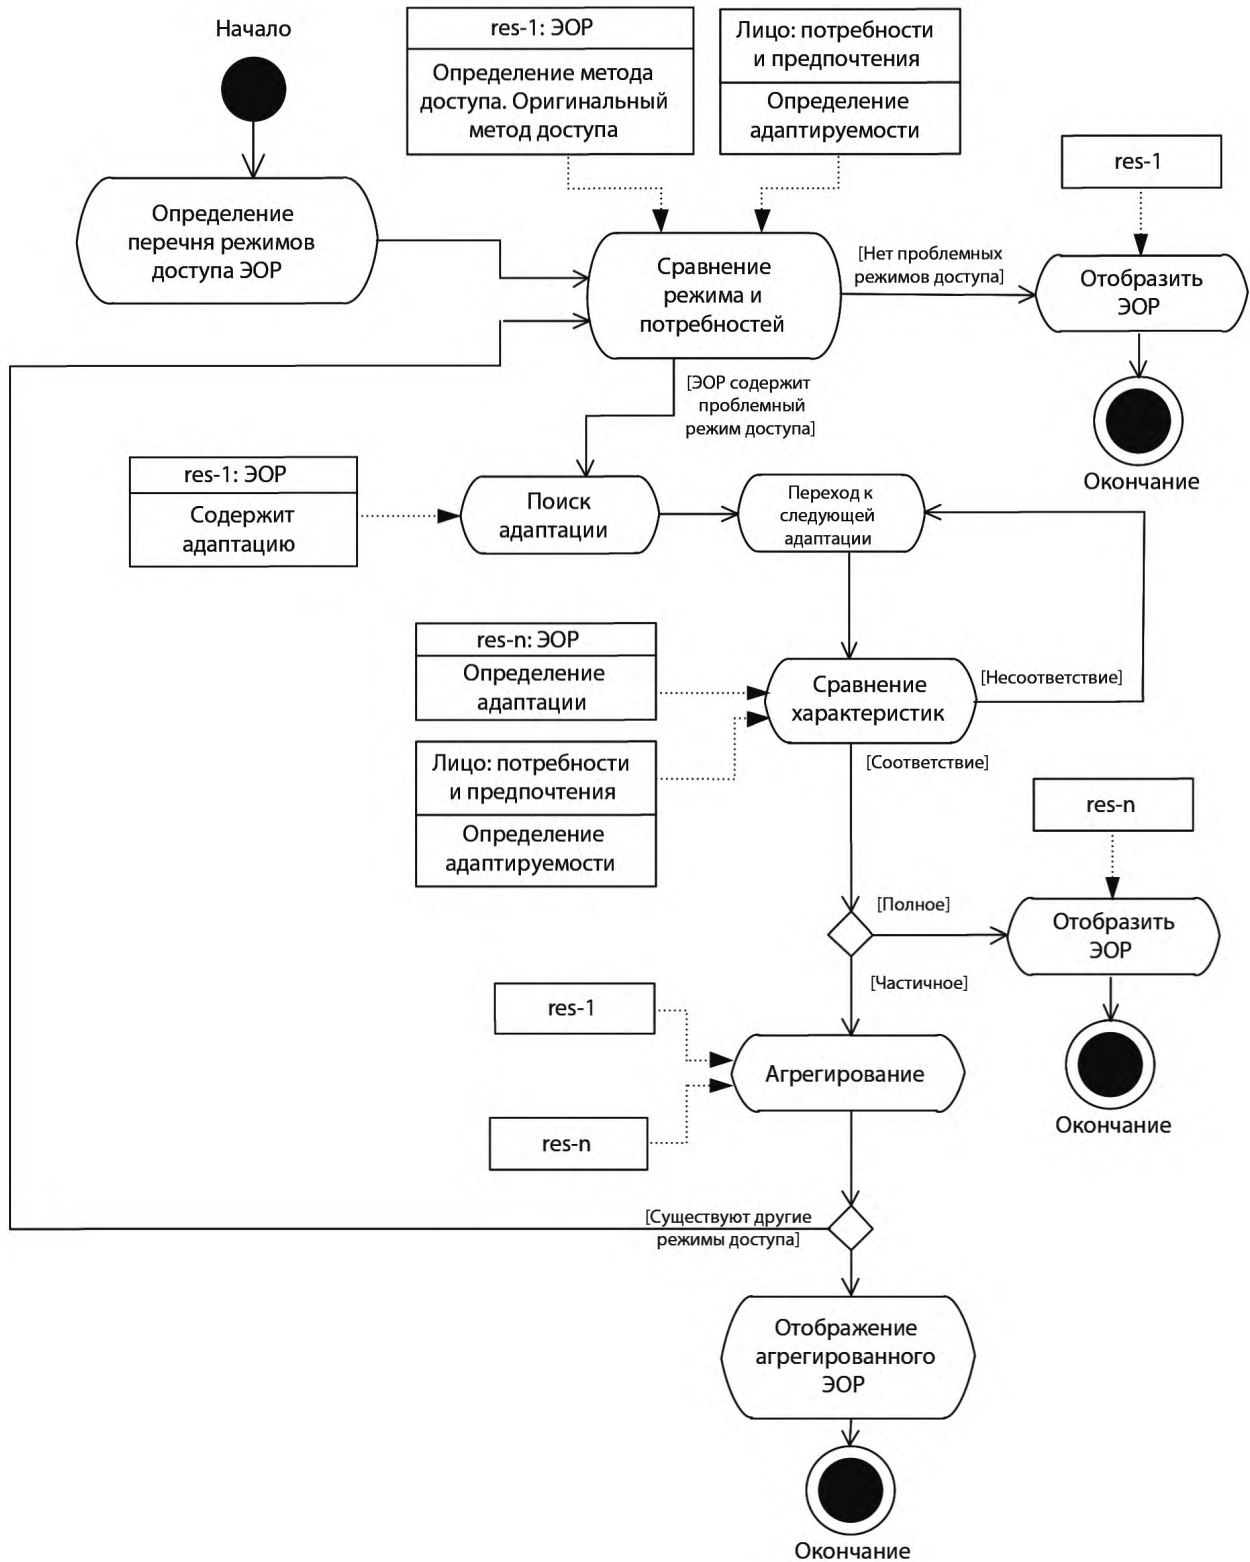 Начало
res-1: ЭОР
Определение метода
доступа. Оригинальный
метод доступа
Лицо: потребности
и предпочтения
Определение
адаптируемости
res-1
Определение
перечня режимов
доступа ЭОР
Сравнение
режима и
потребностей
[Нет проблемных
режимов доступа]
Отобразить
ЭОР
[ЭОР содержит
проблемный
режим доступа]
Окончание
res-1: ЭОР
Содержит
адаптацию
Поиск
адаптации
Переход к
следующей
адаптации
res-n: ЭОР
Определение
адаптации
Сравнение
характеристик
[Несоответствие]
Лицо: потребности
и предпочтения
Определение
адаптируемости
[Соответствие]
res-n
[Полное]
Отобразить
ЭОР
[Частичное]
res-1
Агрегирование
Окончание
res-n
[Существуют другие
режимы доступа]
Отображение
агрегированного
ЭОР
Окончание